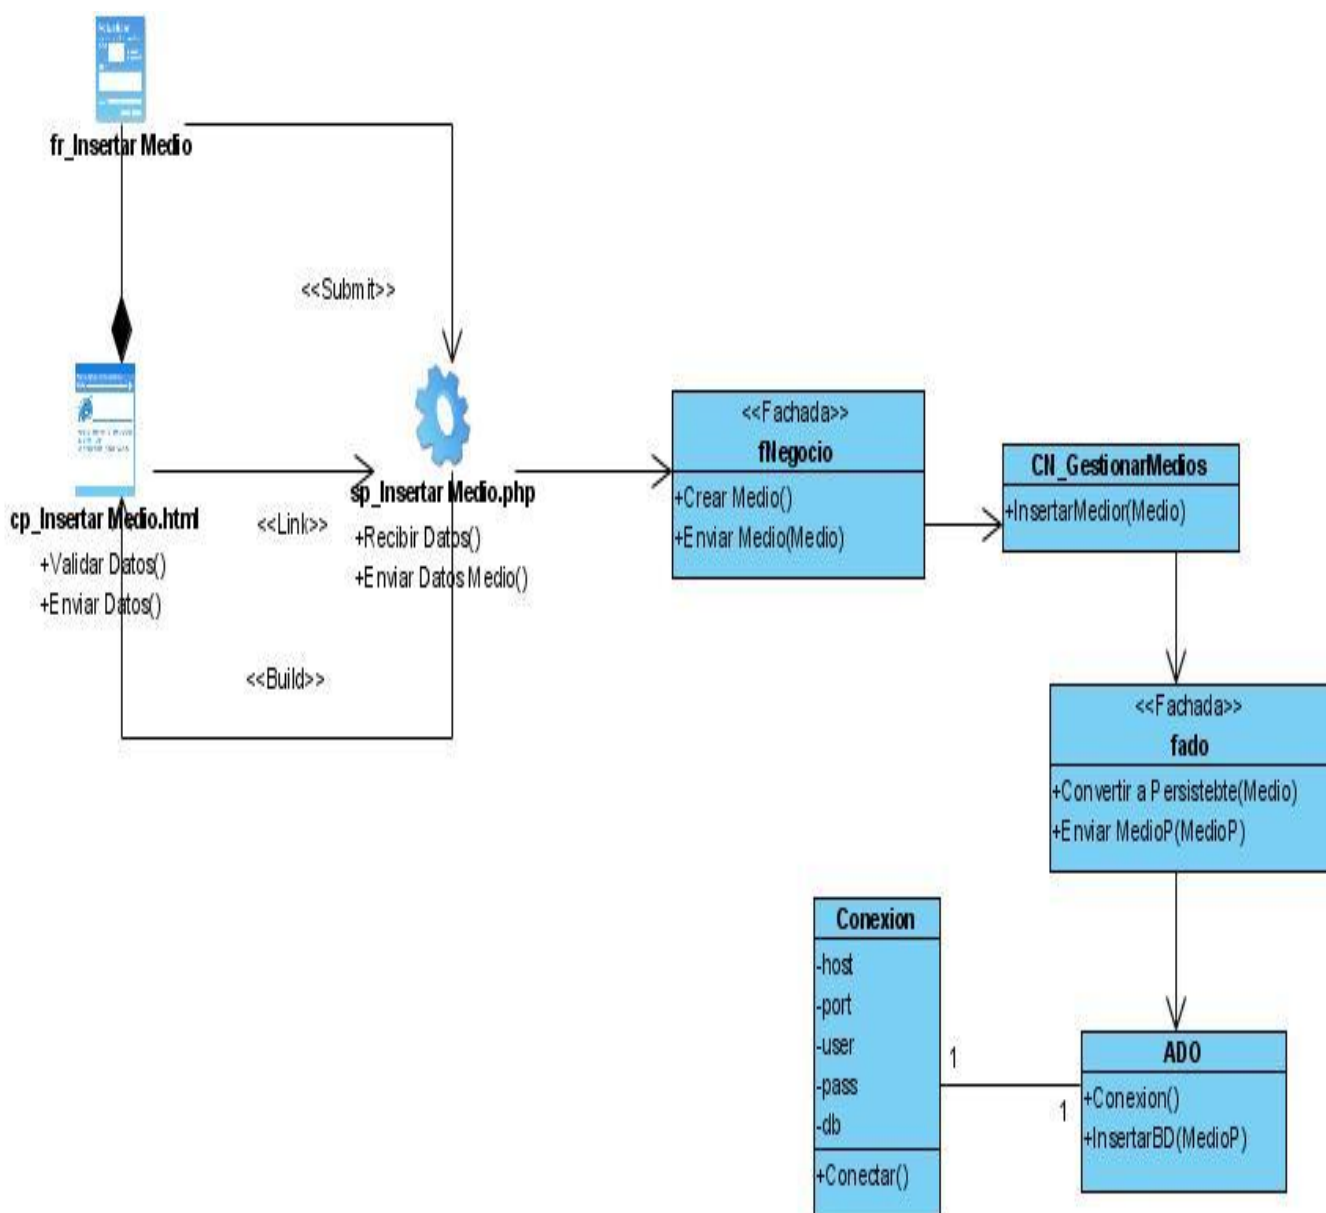 fr_Insertar Medio
<<Submit>>
cp_Insertar Medio.html
+Validar Datos()
+Enviar Datos()
<<Link>>
sp_Insertar Medio.php
+Recibir Datos()
+Enviar Datos Medio()
<<Build>>
<<Fachada>>
fNegocio
+Crear Medio()
+Enviar Medio(Medio)
CN_GestionarMedios
+InsertarMedior(Medio)
<<Fachada>>
fado
+Convertir a Persistebte(Medio)
+Enviar MedioP(MedioP)
Conexion
-host
-port
-user
-pass
-db
+Conectar()
1
1
ADO
+Conexion()
+InsertarBD(MedioP)